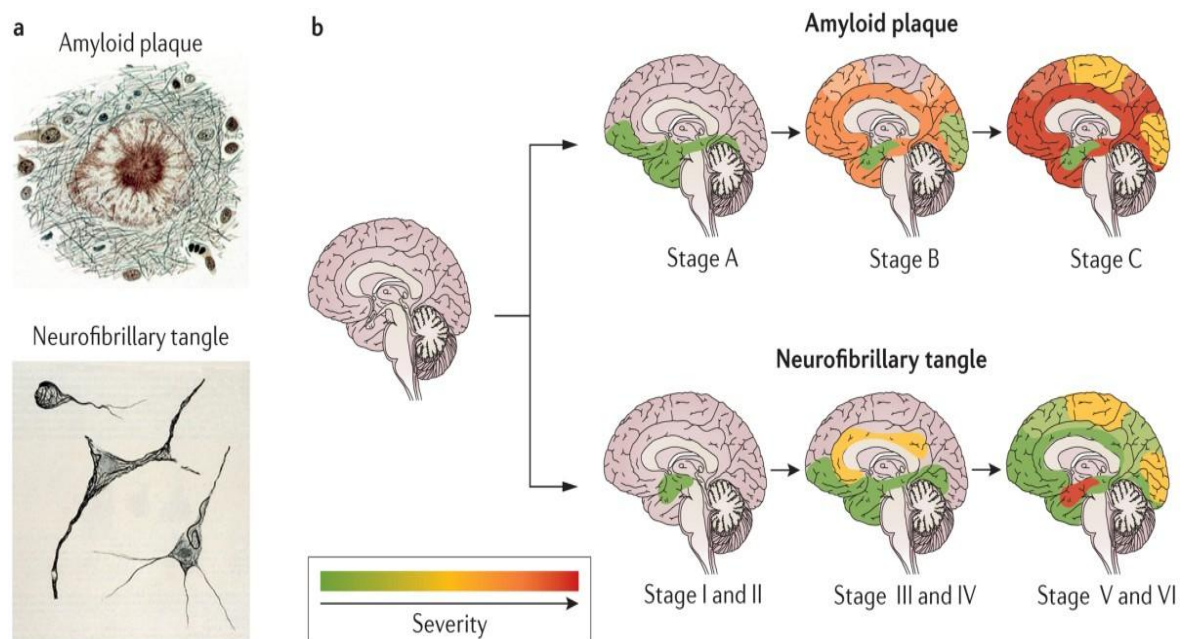 a
Amyloid plaque
Neurofibrillary tangle
b
Amyloid plaque
Stage A
Stage B
Stage C
Neurofibrillary tangle
Stage I and II
Stage III and IV
Stage V and VI
Severity